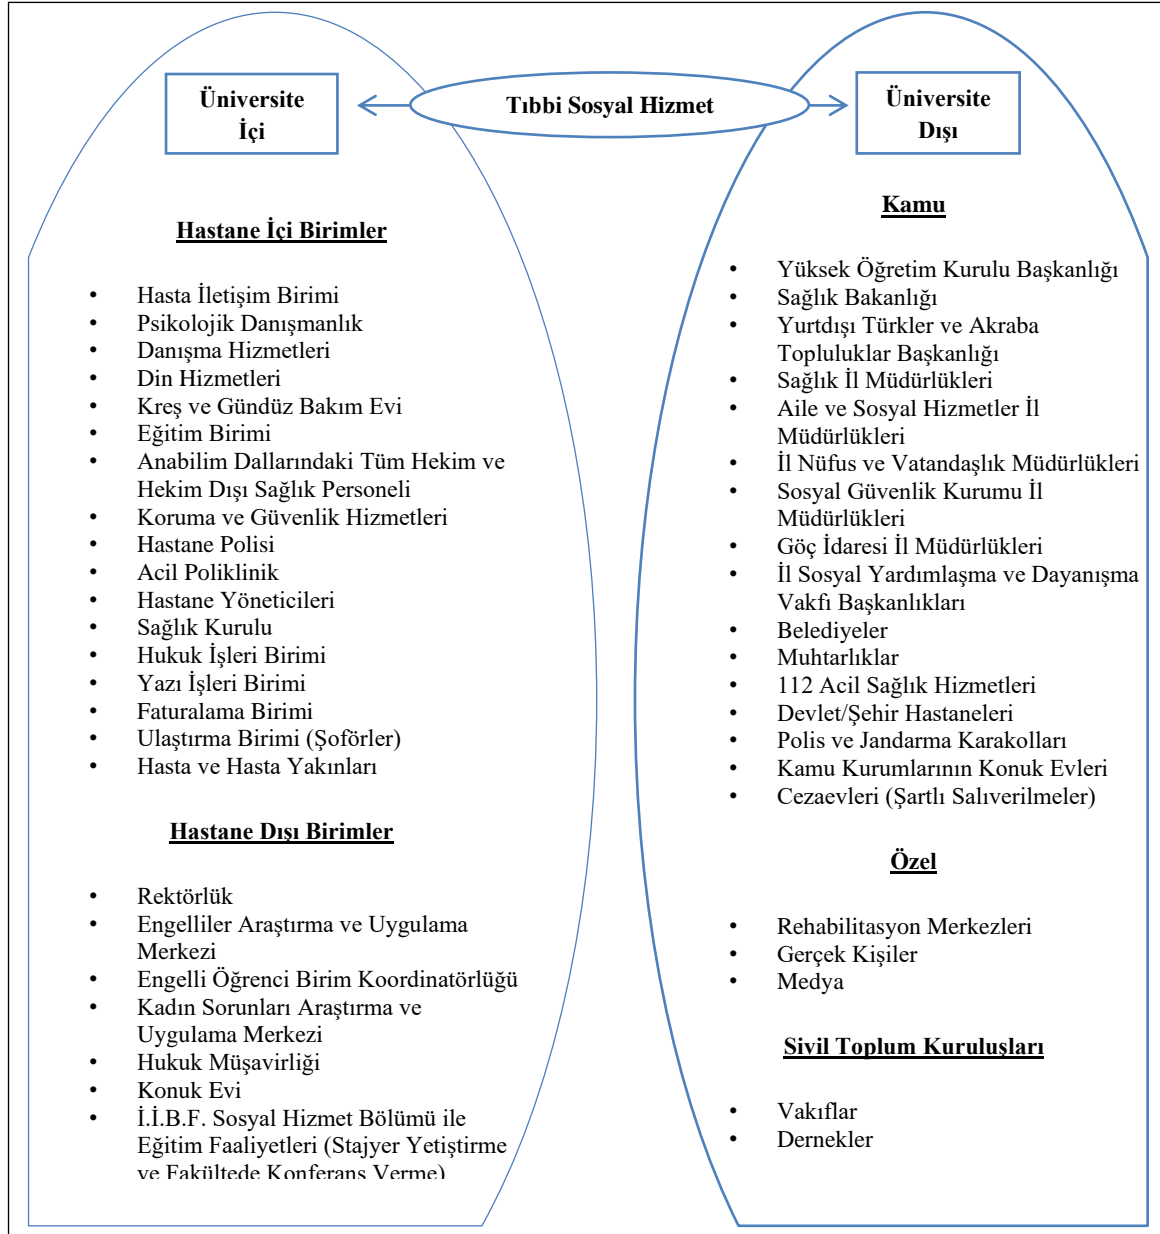 Tıbbi Sosyal Hizmet
Üniversite
İçi
Hastane İçi Birimler
• Hasta İletişim Birimi
• Psikolojik Danışmanlık
• Danışma Hizmetleri
• Din Hizmetleri
• Kreş ve Gündüz Bakım Evi
• Eğitim Birimi
• Anabilim Dallarındaki Tüm Hekim ve
Hekim Dışı Sağlık Personeli
• Koruma ve Güvenlik Hizmetleri
• Hastane Polisi
• Acil Poliklinik
• Hastane Yöneticileri
• Sağlık Kurulu
• Hukuk İşleri Birimi
• Yazı İşleri Birimi
• Faturalama Birimi
• Ulaştırma Birimi (Şoförler)
• Hasta ve Hasta Yakınları
Hastane Dışı Birimler
• Rektörlük
• Engelliler Araştırma ve Uygulama
Merkezi
• Engelli Öğrenci Birim Koordinatörlüğü
• Kadın Sorunları Araştırma ve
Uygulama Merkezi
• Hukuk Müşavirliği
• Konuk Evi
• İ.İ.B.F. Sosyal Hizmet Bölümü ile
Eğitim Faaliyetleri (Stajyer Yetiştirme
ve Fakültede Konferans Verme)
Üniversite
Dışı
Kamu
• Yüksek Öğretim Kurulu Başkanlığı
• Sağlık Bakanlığı
• Yurtdışı Türkler ve Akraba
Topluluklar Başkanlığı
• Sağlık İl Müdürlükleri
• Aile ve Sosyal Hizmetler İl
Müdürlükleri
• İl Nüfus ve Vatandaşlık Müdürlükleri
• Sosyal Güvenlik Kurumu İl
Müdürlükleri
• Göç İdaresi İl Müdürlükleri
• İl Sosyal Yardımlaşma ve Dayanışma
Vakfı Başkanlıkları
• Belediyeler
• Muhtarlıklar
• 112 Acil Sağlık Hizmetleri
• Devlet/Şehir Hastaneleri
• Polis ve Jandarma Karakolları
• Kamu Kurumlarının Konuk Evleri
• Cezaevleri (Şartlı Salıverilmeler)
Özel
• Rehabilitasyon Merkezleri
• Gerçek Kişiler
• Medya
Sivil Toplum Kuruluşları
• Vakıflar
• Dernekler